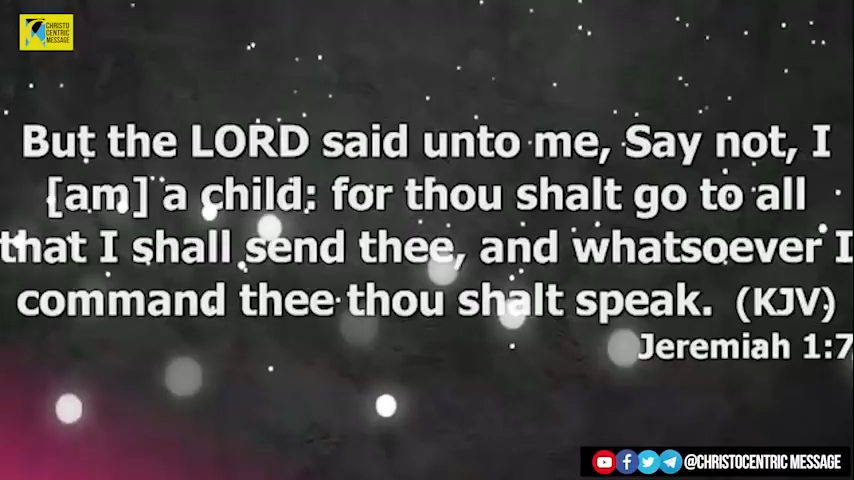 CHRISTO
CENTRIC
MESSAGE
But the LORD said unto me, Say not, I
[am] a child: for thou shalt go to all
that I shall send thee, and whatsoever I
command thee thou shalt speak. (KJV)
Jeremiah 1:7
@CHRISTOCENTRIC MESSAGE